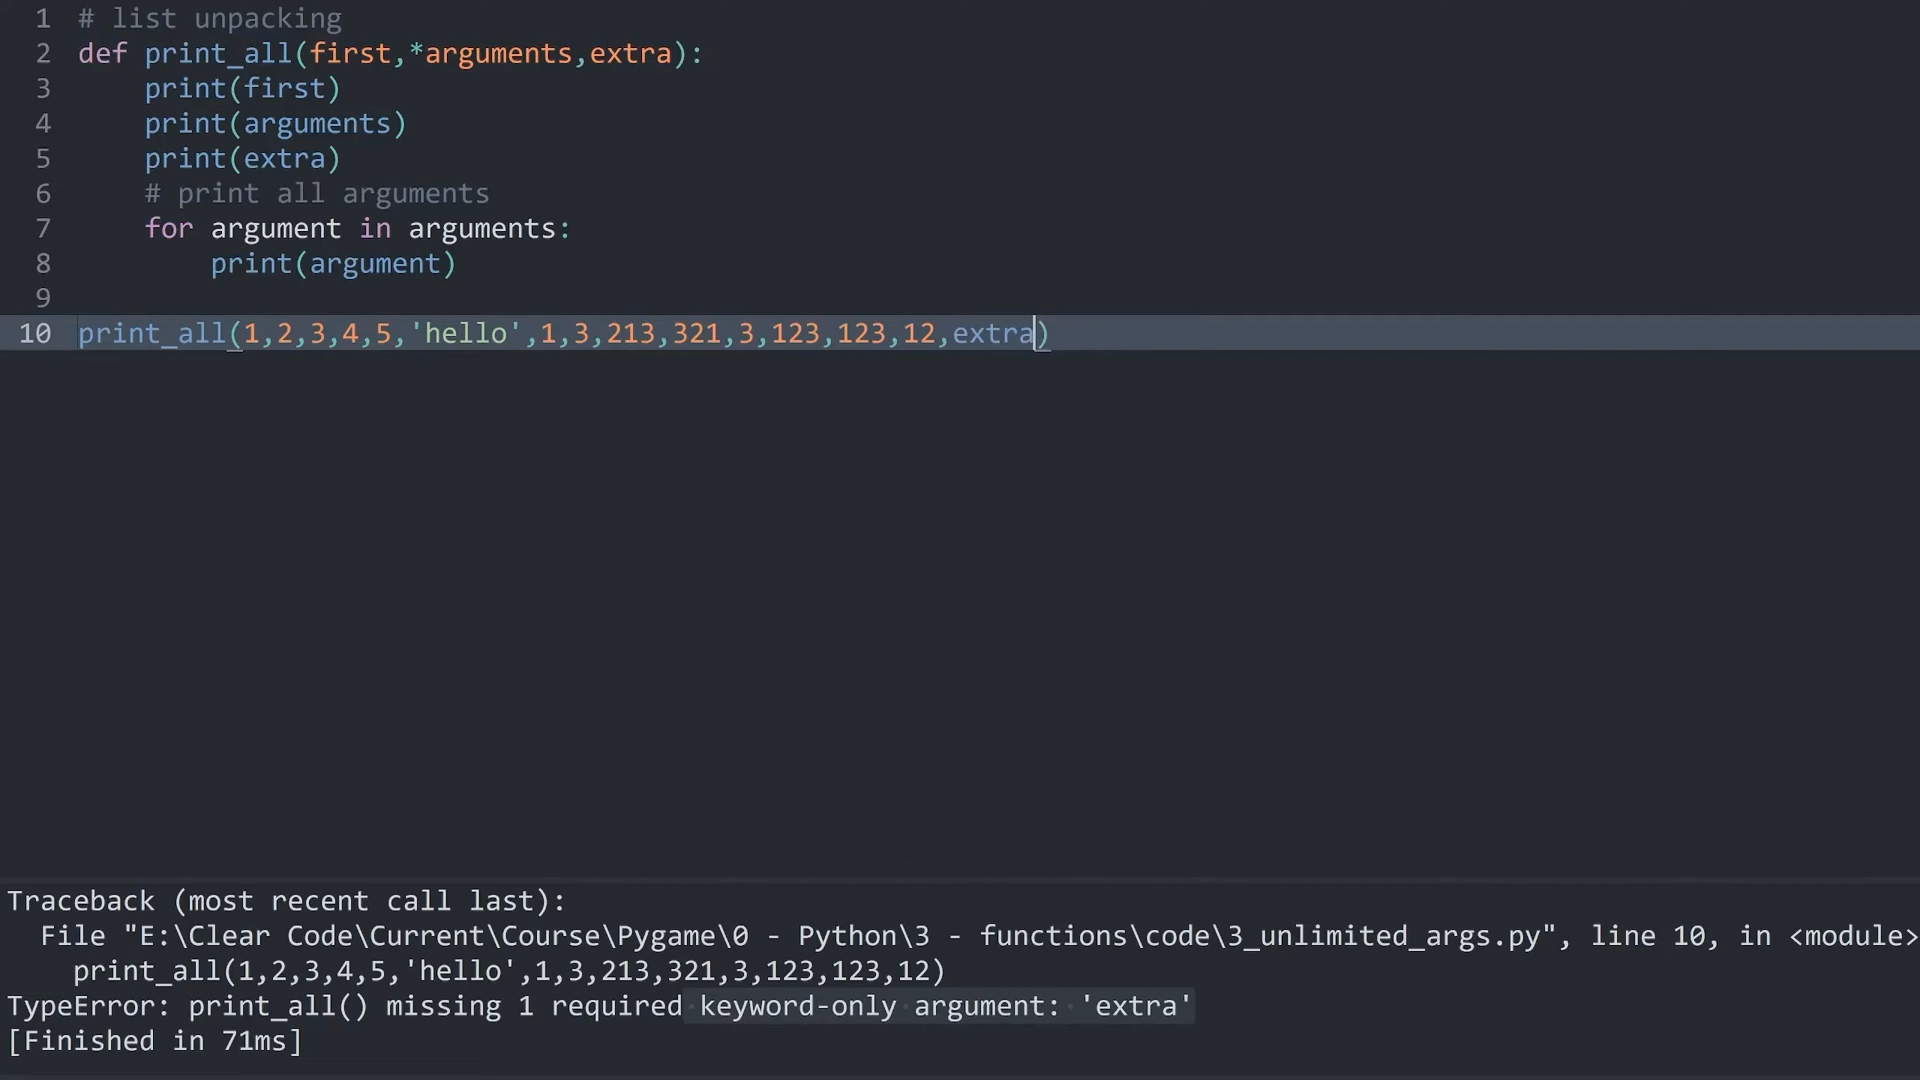 1 # list unpacking
2 def print_all(first,*arguments,extra):
3     print(first)
4     print(arguments)
5     print(extra)
6     # print all arguments
7     for argument in arguments:
8         print(argument)
9
10 print_all(1,2,3,4,5,'hello',1,3,213,321,3,123,123,12,extra)
Traceback (most recent call last):
  File "E:\Clear Code\Current\Course\Pygame\0 - Python\3 - functions\code\3_unlimited_args.py", line 10, in <module>
    print_all(1,2,3,4,5,'hello',1,3,213,321,3,123,123,12)
TypeError: print_all() missing 1 required keyword-only argument: 'extra'
[Finished in 71ms]